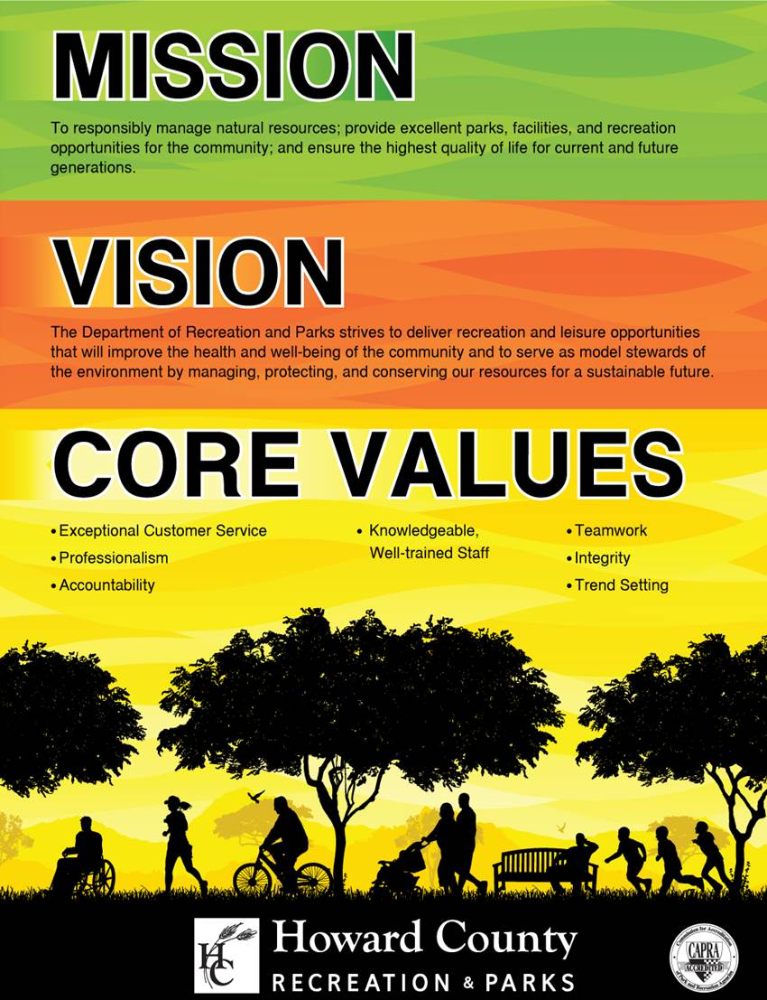 MISSION
To responsibly manage natural resources; provide excellent parks, facilities, and recreation
opportunities for the community; and ensure the highest quality of life for current and future
generations.
VISION
The Department of Recreation and Parks strives to deliver recreation and leisure opportunities
that will improve the health and well-being of the community and to serve as model stewards of
the environment by managing, protecting, and conserving our resources for a sustainable future.
CORE VALUES
• Exceptional Customer Service
• Professionalism
• Accountability
• Knowledgeable,
Well-trained Staff
• Teamwork
• Integrity
• Trend Setting
HC
Howard County
RECREATION & PARKS
Commission for Accreditation
CAPRA
ACCREDITED
of Park and Recreation Agencies